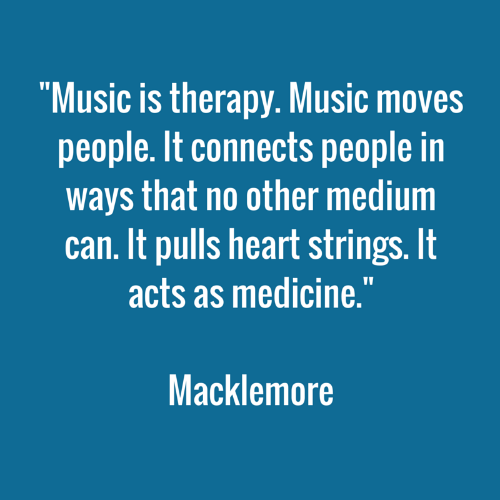 "Music is therapy. Music moves
people. It connects people in
ways that no other medium
can. It pulls heart strings. It
acts as medicine."
Macklemore